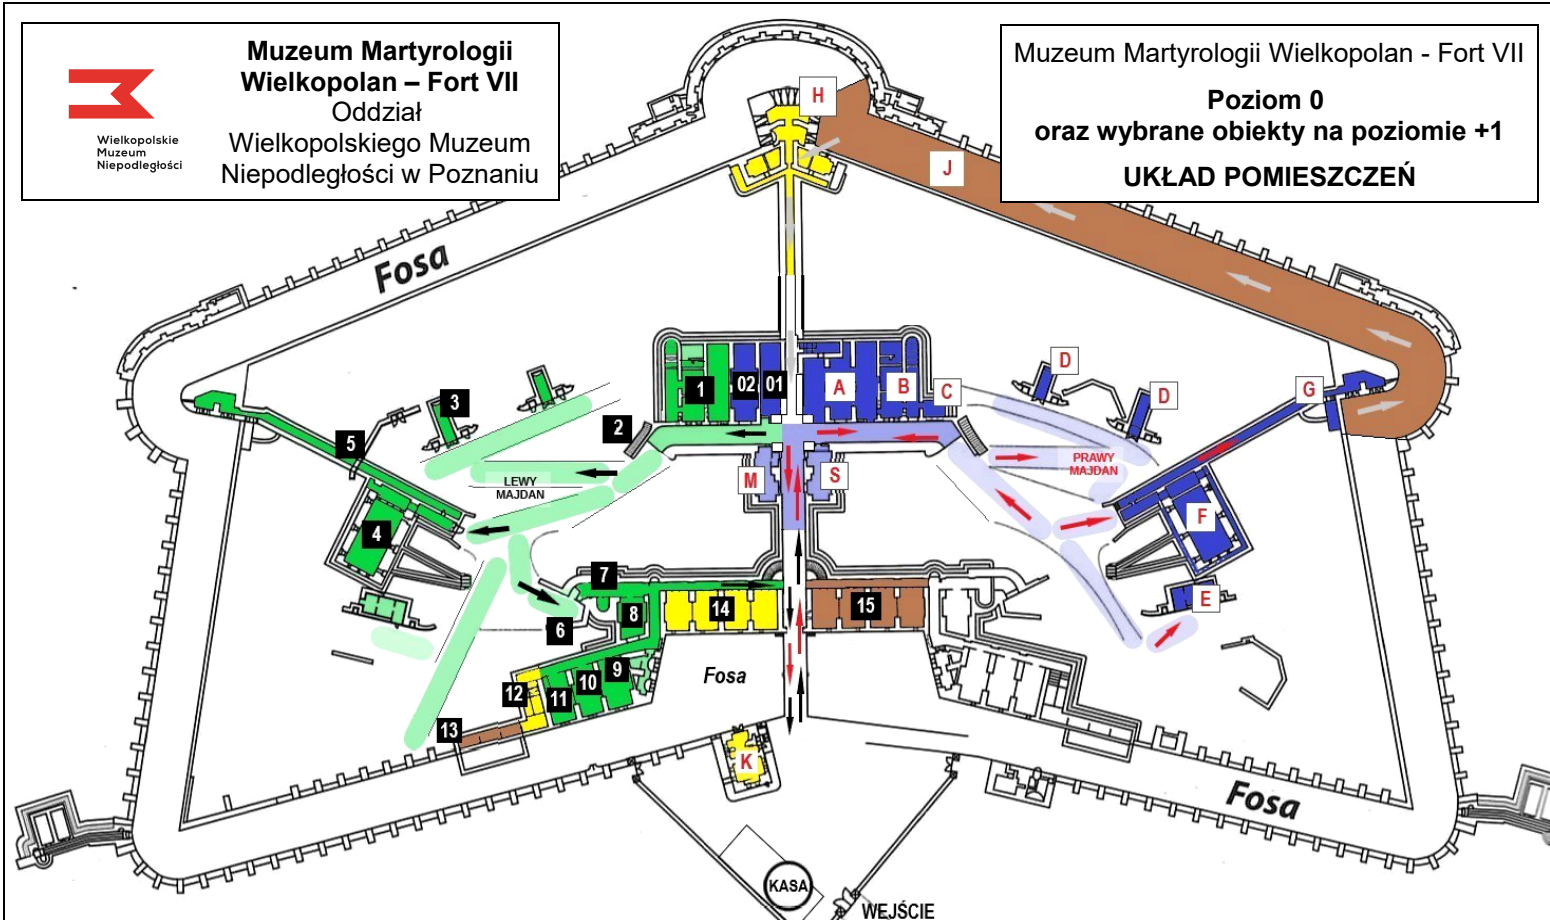 Muzeum Martyrologii
Wielkopolan – Fort VII
Oddział
Wielkopolskiego Muzeum
Niepodległości w Poznaniu
Wielkopolskie
Muzeum
Niepodległości
Muzeum Martyrologii Wielkopolan - Fort VII
Poziom 0
oraz wybrane obiekty na poziomie +1
UKŁAD POMIESZCZEŃ
H
J
Fosa
D
D
G
3
1
02
01
A
B
C
2
5
LEWY
MAJDAN
M
S
PRAWY
MAJDAN
4
F
7
8
14
15
E
6
9
10
11
12
13
Fosa
K
Fosa
KASA
WEJŚCIE